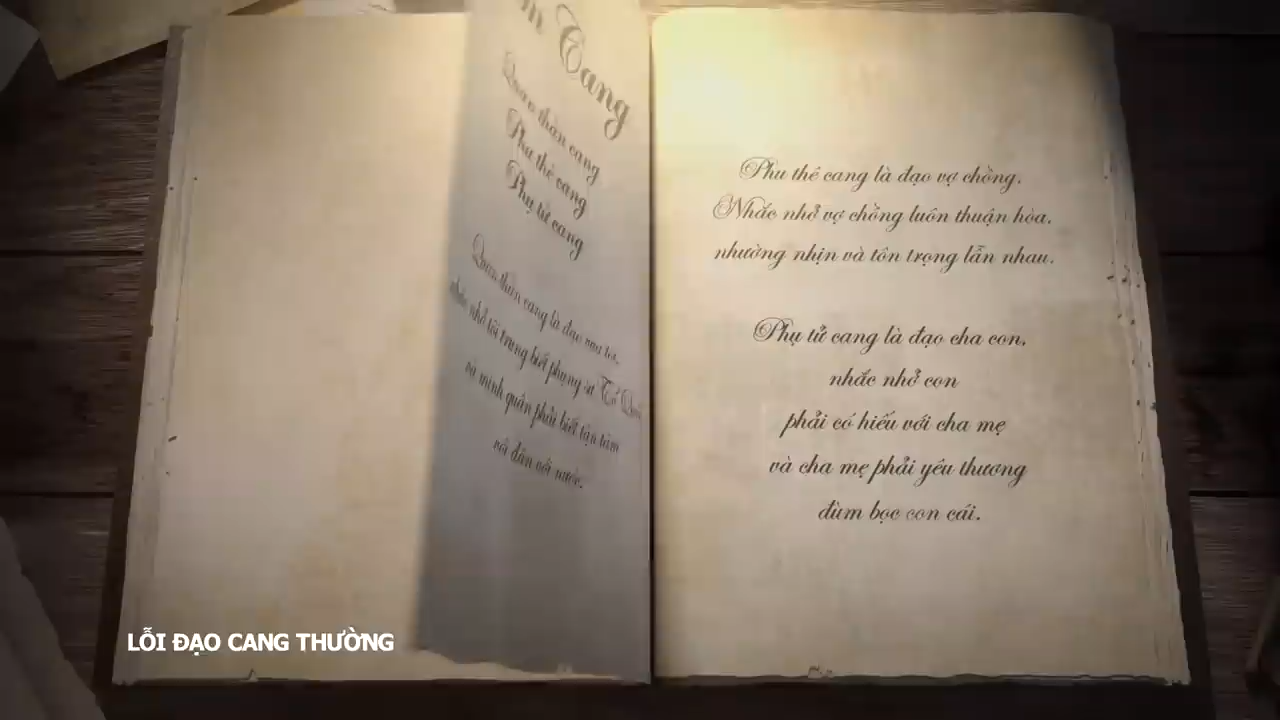 Cang
Quân thần cang
Phu thê cang
Phụ tử cang
Quân thần cang là đạo vua tôi,
nhắc nhở tôi trung biết phụng sự Tổ Quốc
và minh quân phải biết tận tâm
với dân với nước.
Phu thê cang là đạo vợ chồng.
Nhắc nhở vợ chồng luôn thuận hòa.
nhường nhịn và tôn trọng lẫn nhau.
Phụ tử cang là đạo cha con,
nhắc nhở con
phải có hiếu với cha mẹ
và cha mẹ phải yêu thương
đùm bọc con cái.
LỖI ĐẠO CANG THƯỜNG